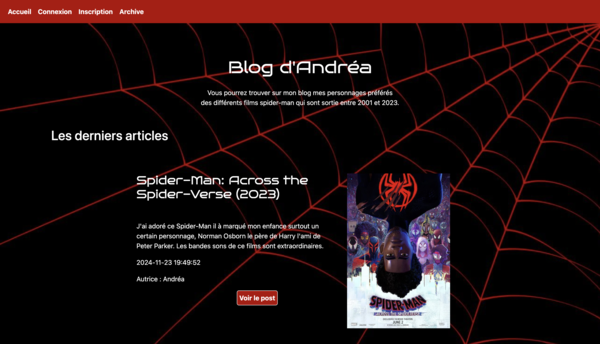 Accueil Connexion Inscription Archive
Blog d'Andréa
Vous pourrez trouver sur mon blog mes personnages préférés
des différents films spider-man qui sont sortie entre 2001 et 2023.
Les derniers articles
Spider-Man: Across the
Spider-Verse (2023)
J'ai adoré ce Spider-Man il à marqué mon enfance surtout un
certain personnage, Norman Osborn le père de Harry l'ami de
Peter Parker. Les bandes sons de ce films sont extraordinaires.
2024-11-23 19:49:52
Autrice : Andréa
Voir le post
SPIDER-MAN
JUNE 2